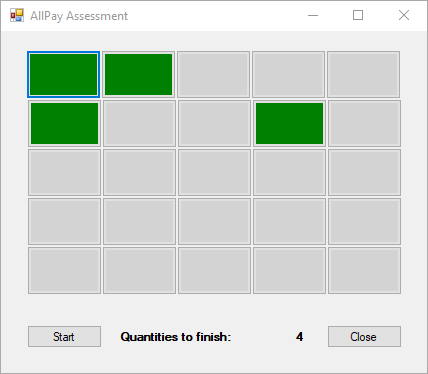 AllPay Assessment
Start Quantities to finish: 4 Close